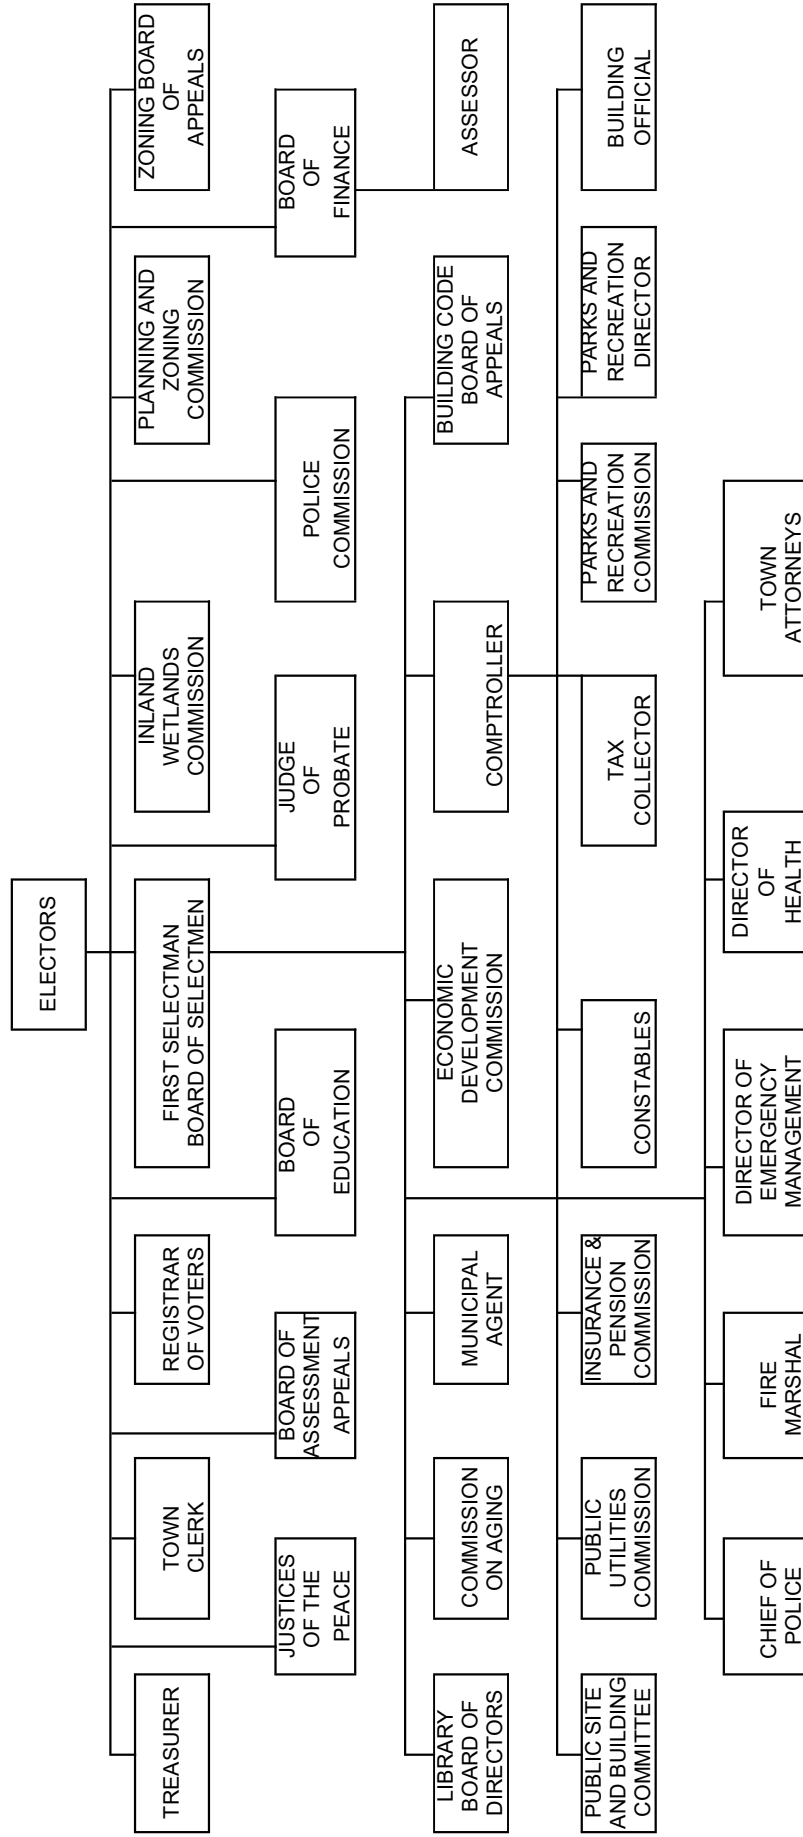 ELECTORS
TREASURER
TOWN
CLERK
REGISTRAR
OF VOTERS
FIRST SELECTMAN
BOARD OF SELECTMEN
INLAND
WETLANDS
COMMISSION
PLANNING AND
ZONING
COMMISSION
ZONING BOARD
OF
APPEALS
JUSTICES
OF THE
PEACE
BOARD OF
ASSESSMENT
APPEALS
BOARD
OF
EDUCATION
JUDGE
OF
PROBATE
POLICE
COMMISSION
BOARD
OF
FINANCE
LIBRARY
BOARD OF
DIRECTORS
COMMISSION
ON AGING
MUNICIPAL
AGENT
ECONOMIC
DEVELOPMENT
COMMISSION
COMPTROLLER
BUILDING CODE
BOARD OF
APPEALS
ASSESSOR
PUBLIC SITE
AND BUILDING
COMMITTEE
PUBLIC
UTILITIES
COMMISSION
INSURANCE &
PENSION
COMMISSION
CONSTABLES
TAX
COLLECTOR
PARKS AND
RECREATION
COMMISSION
PARKS AND
RECREATION
DIRECTOR
BUILDING
OFFICIAL
CHIEF OF
POLICE
FIRE
MARSHAL
DIRECTOR OF
EMERGENCY
MANAGEMENT
DIRECTOR
OF
HEALTH
TOWN
ATTORNEYS